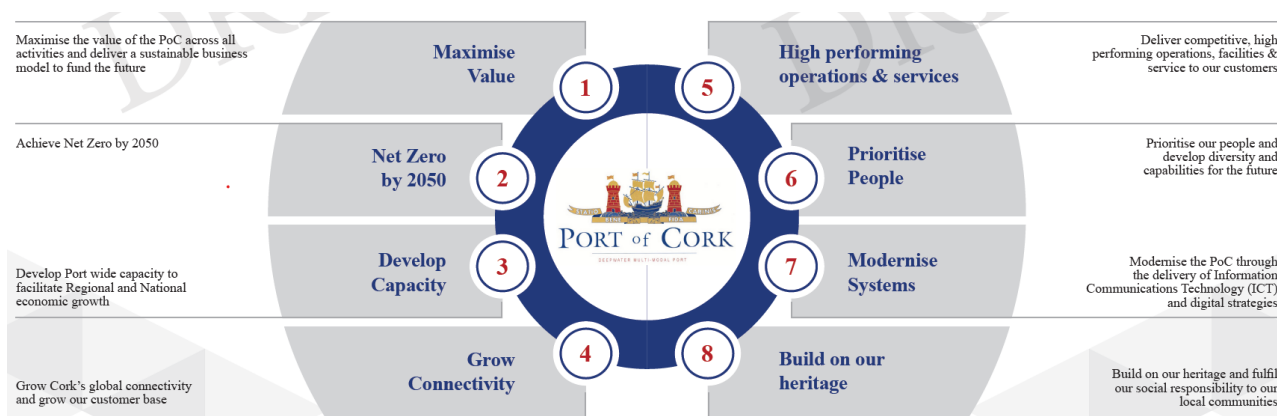 Maximise the value of the PoC across all
activities and deliver a sustainable business
model to fund the future
Maximise
Value
1
Achieve Net Zero by 2050
Net Zero
by 2050
2
Develop Port wide capacity to
facilitate Regional and National
economic growth
Develop
Capacity
3
Grow Cork's global connectivity
and grow our customer base
Grow
Connectivity
4
PORT OF CORK
DEEPWATER MULTI-MODAL PORT
5
High performing
operations & services
Deliver competitive, high
performing operations, facilities &
service to our customers
6
Prioritise
People
Prioritise our people and
develop diversity and
capabilities for the future
7
Modernise
Systems
Modernise the PoC through
the delivery of Information
Communications Technology (ICT)
and digital strategies
8
Build on our
heritage
Build on our heritage and fulfil
our social responsibility to our
local communities